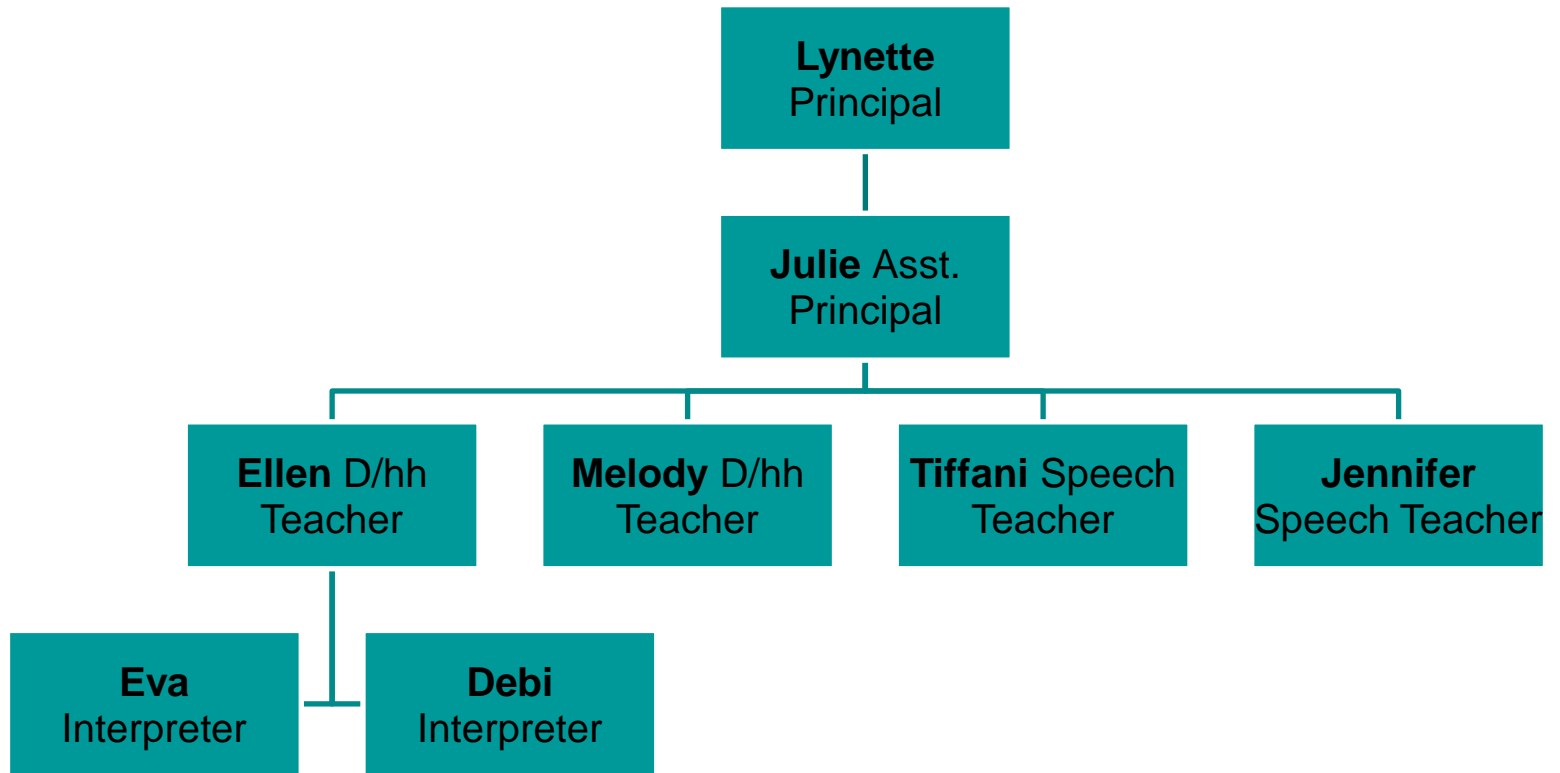 Lynette
Principal
Julie Asst.
Principal
Ellen D/hh
Teacher
Melody D/hh
Teacher
Tiffani Speech
Teacher
Jennifer
Speech Teacher
Eva
Interpreter
Debi
Interpreter